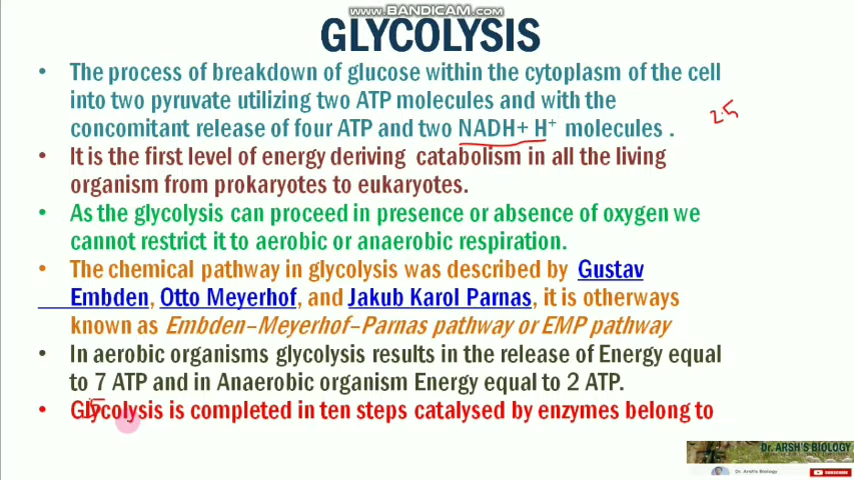 www.BANDICAM.com
GLYCOLYSIS
• The process of breakdown of glucose within the cytoplasm of the cell
into two pyruvate utilizing two ATP molecules and with the
concomitant release of four ATP and two NADH+ H⁺ molecules .
2.5
• It is the first level of energy deriving catabolism in all the living
organism from prokaryotes to eukaryotes.
• As the glycolysis can proceed in presence or absence of oxygen we
cannot restrict it to aerobic or anaerobic respiration.
• The chemical pathway in glycolysis was described by Gustav
Embden, Otto Meyerhof, and Jakub Karol Parnas, it is otherways
known as Embden–Meyerhof–Parnas pathway or EMP pathway
• In aerobic organisms glycolysis results in the release of Energy equal
to 7 ATP and in Anaerobic organism Energy equal to 2 ATP.
5
• Glycolysis is completed in ten steps catalysed by enzymes belong to
Dr. ARSH'S BIOLOGY
Dr. Arsh's Biology
SUBSCRIBE